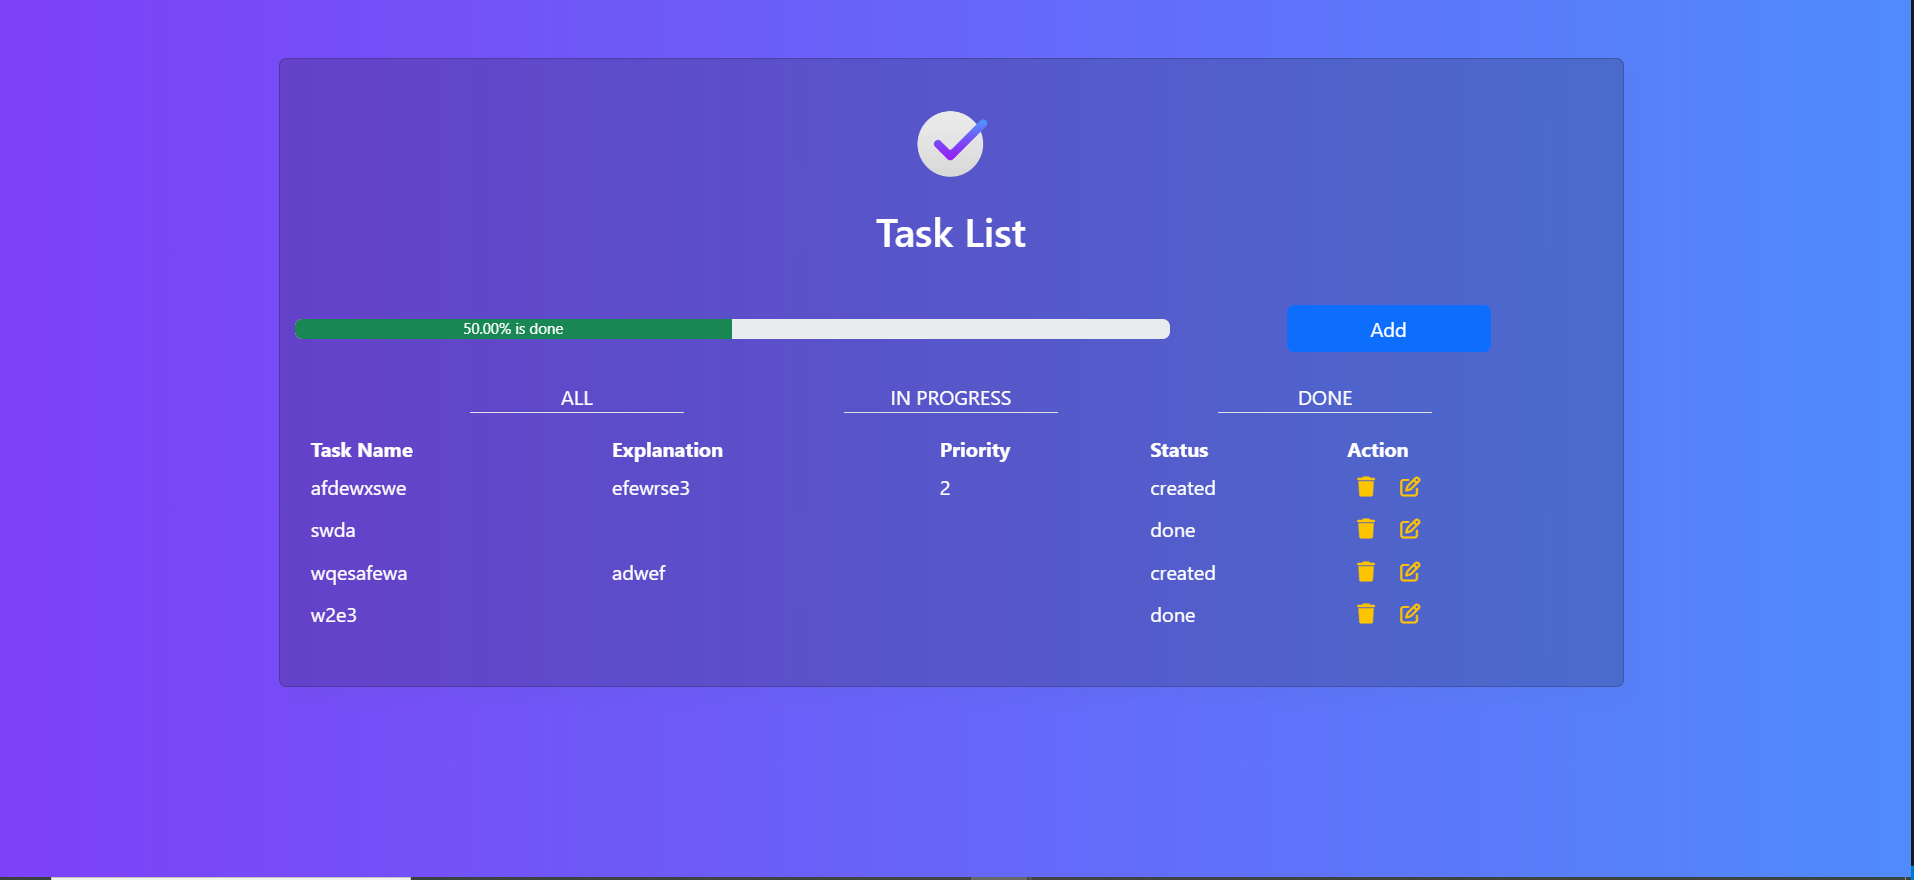 Task List
50.00% is done
Add
ALL IN PROGRESS DONE
Task Name Explanation Priority Status Action
afdewxswe efewrse3 2 created
swda done
wqesafewa adwef created
w2e3 done